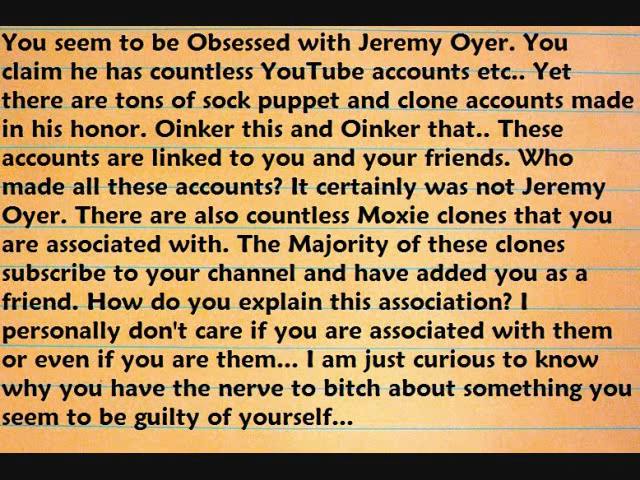 You seem to be Obsessed with Jeremy Oyer. You
claim he has countless YouTube accounts etc.. Yet
there are tons of sock puppet and clone accounts made
in his honor. Oinker this and Oinker that.. These
accounts are linked to you and your friends. Who
made all these accounts? It certainly was not Jeremy
Oyer. There are also countless Moxie clones that you
are associated with. The Majority of these clones
subscribe to your channel and have added you as a
friend. How do you explain this association? I
personally don't care if you are associated with them
or even if you are them... I am just curious to know
why you have the nerve to bitch about something you
seem to be guilty of yourself...